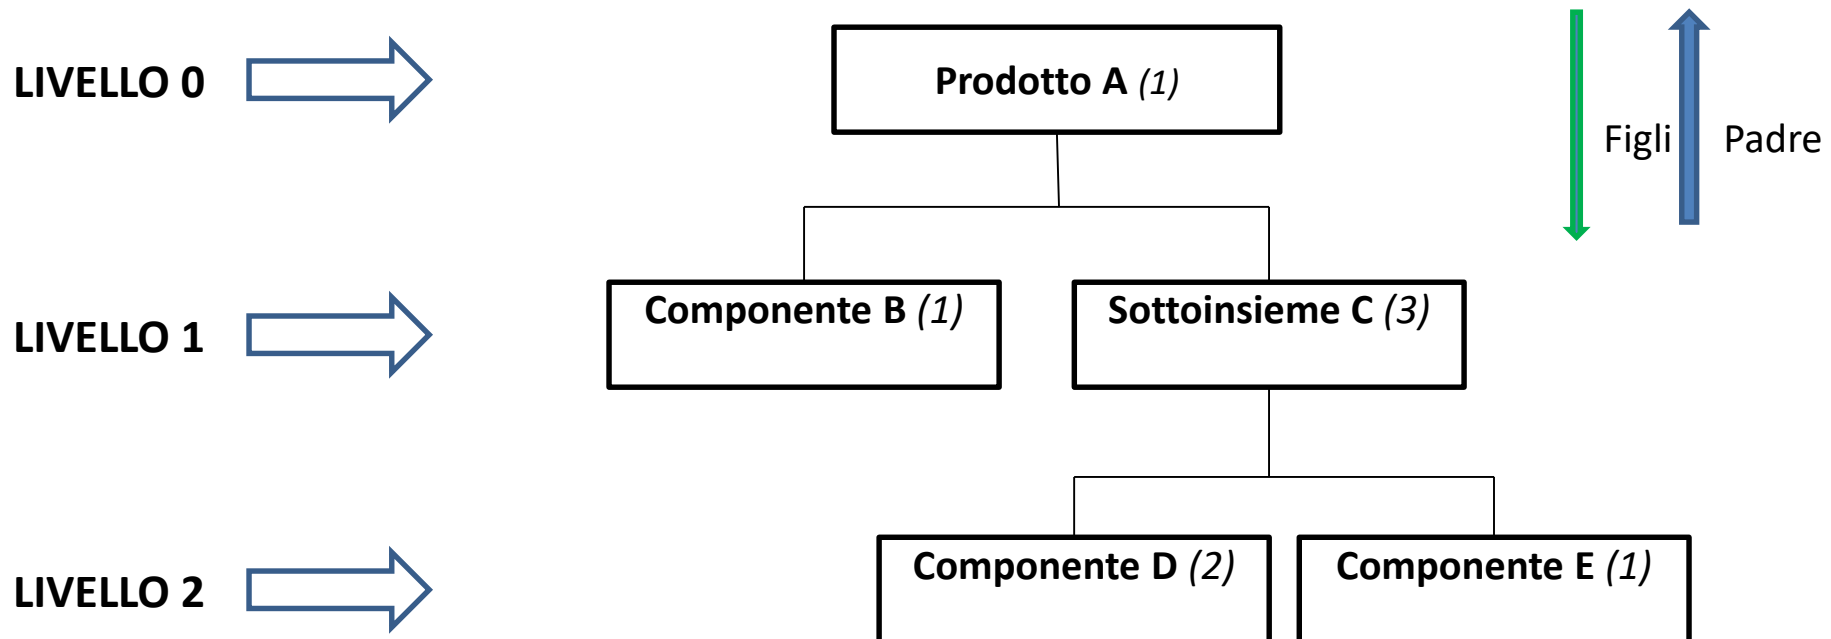 LIVELLO 0
Prodotto A (1)
Figli
Padre
LIVELLO 1
Componente B (1)
Sottoinsieme C (3)
LIVELLO 2
Componente D (2)
Componente E (1)